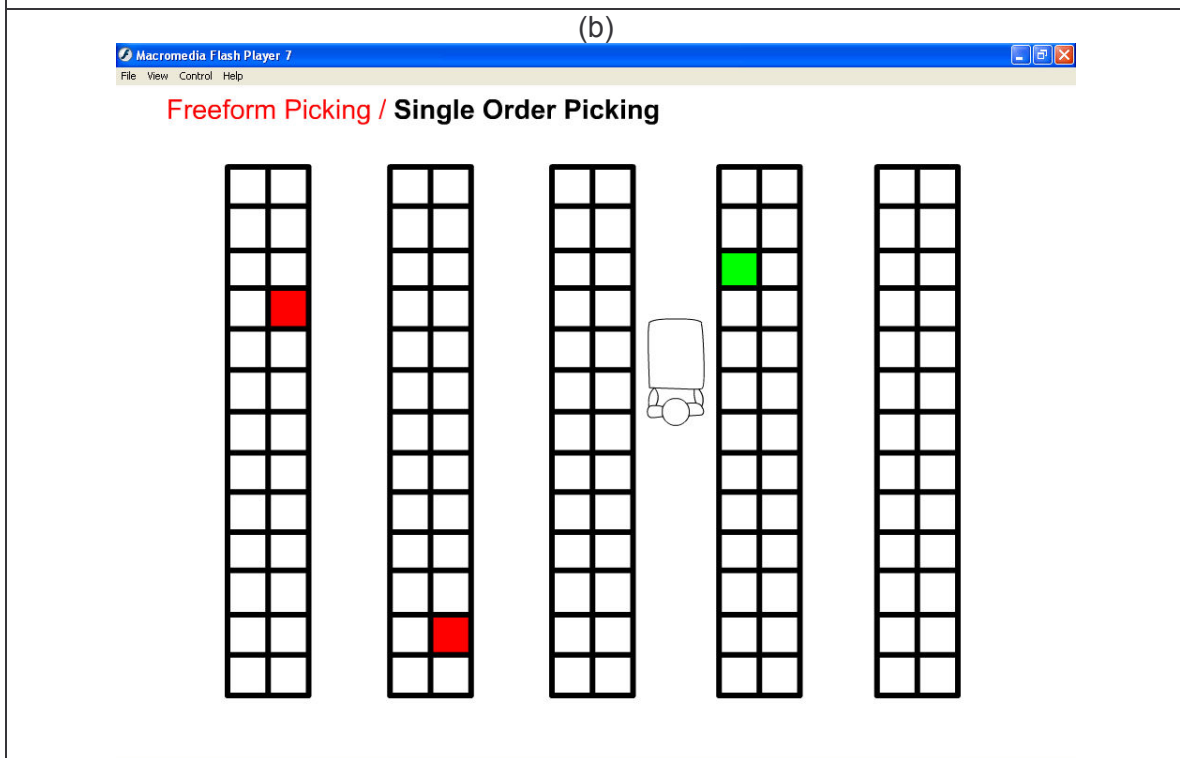 (b)
Macromedia Flash Player 7
File View Control Help
Freeform Picking / Single Order Picking